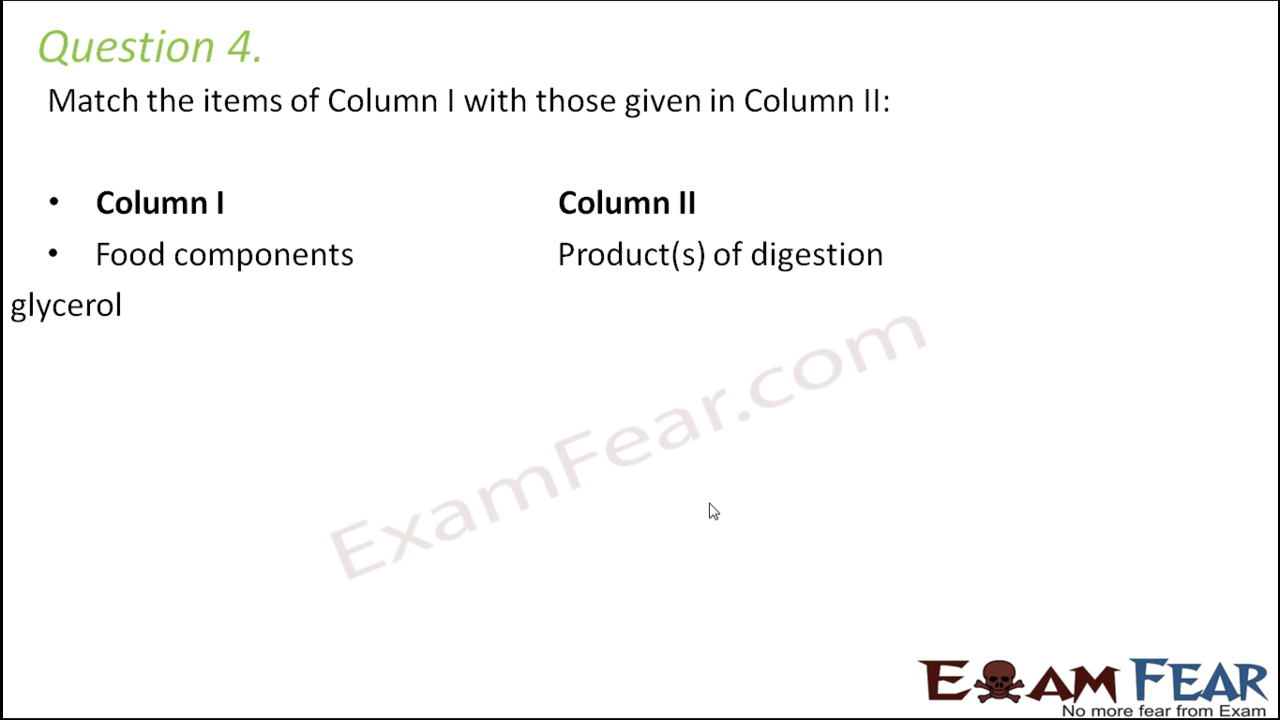 Question 4.
Match the items of Column I with those given in Column II:
• Column I Column II
• Food components Product(s) of digestion
glycerol
ExamFear.com
EXAM FEAR
No more fear from Exam